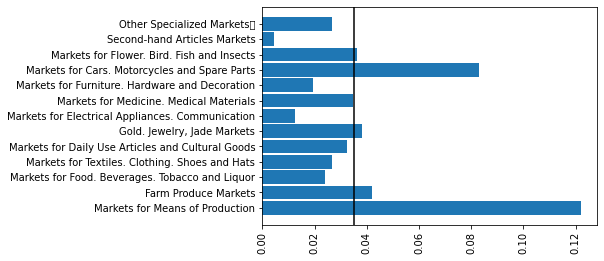 Other Specialized Markets▯
Second-hand Articles Markets
Markets for Flower. Bird. Fish and Insects
Markets for Cars. Motorcycles and Spare Parts
Markets for Furniture. Hardware and Decoration
Markets for Medicine. Medical Materials
Markets for Electrical Appliances. Communication
Gold. Jewelry, Jade Markets
Markets for Daily Use Articles and Cultural Goods
Markets for Textiles. Clothing. Shoes and Hats
Markets for Food. Beverages. Tobacco and Liquor
Farm Produce Markets
Markets for Means of Production
0.00
0.02
0.04
0.06
0.08
0.10
0.12